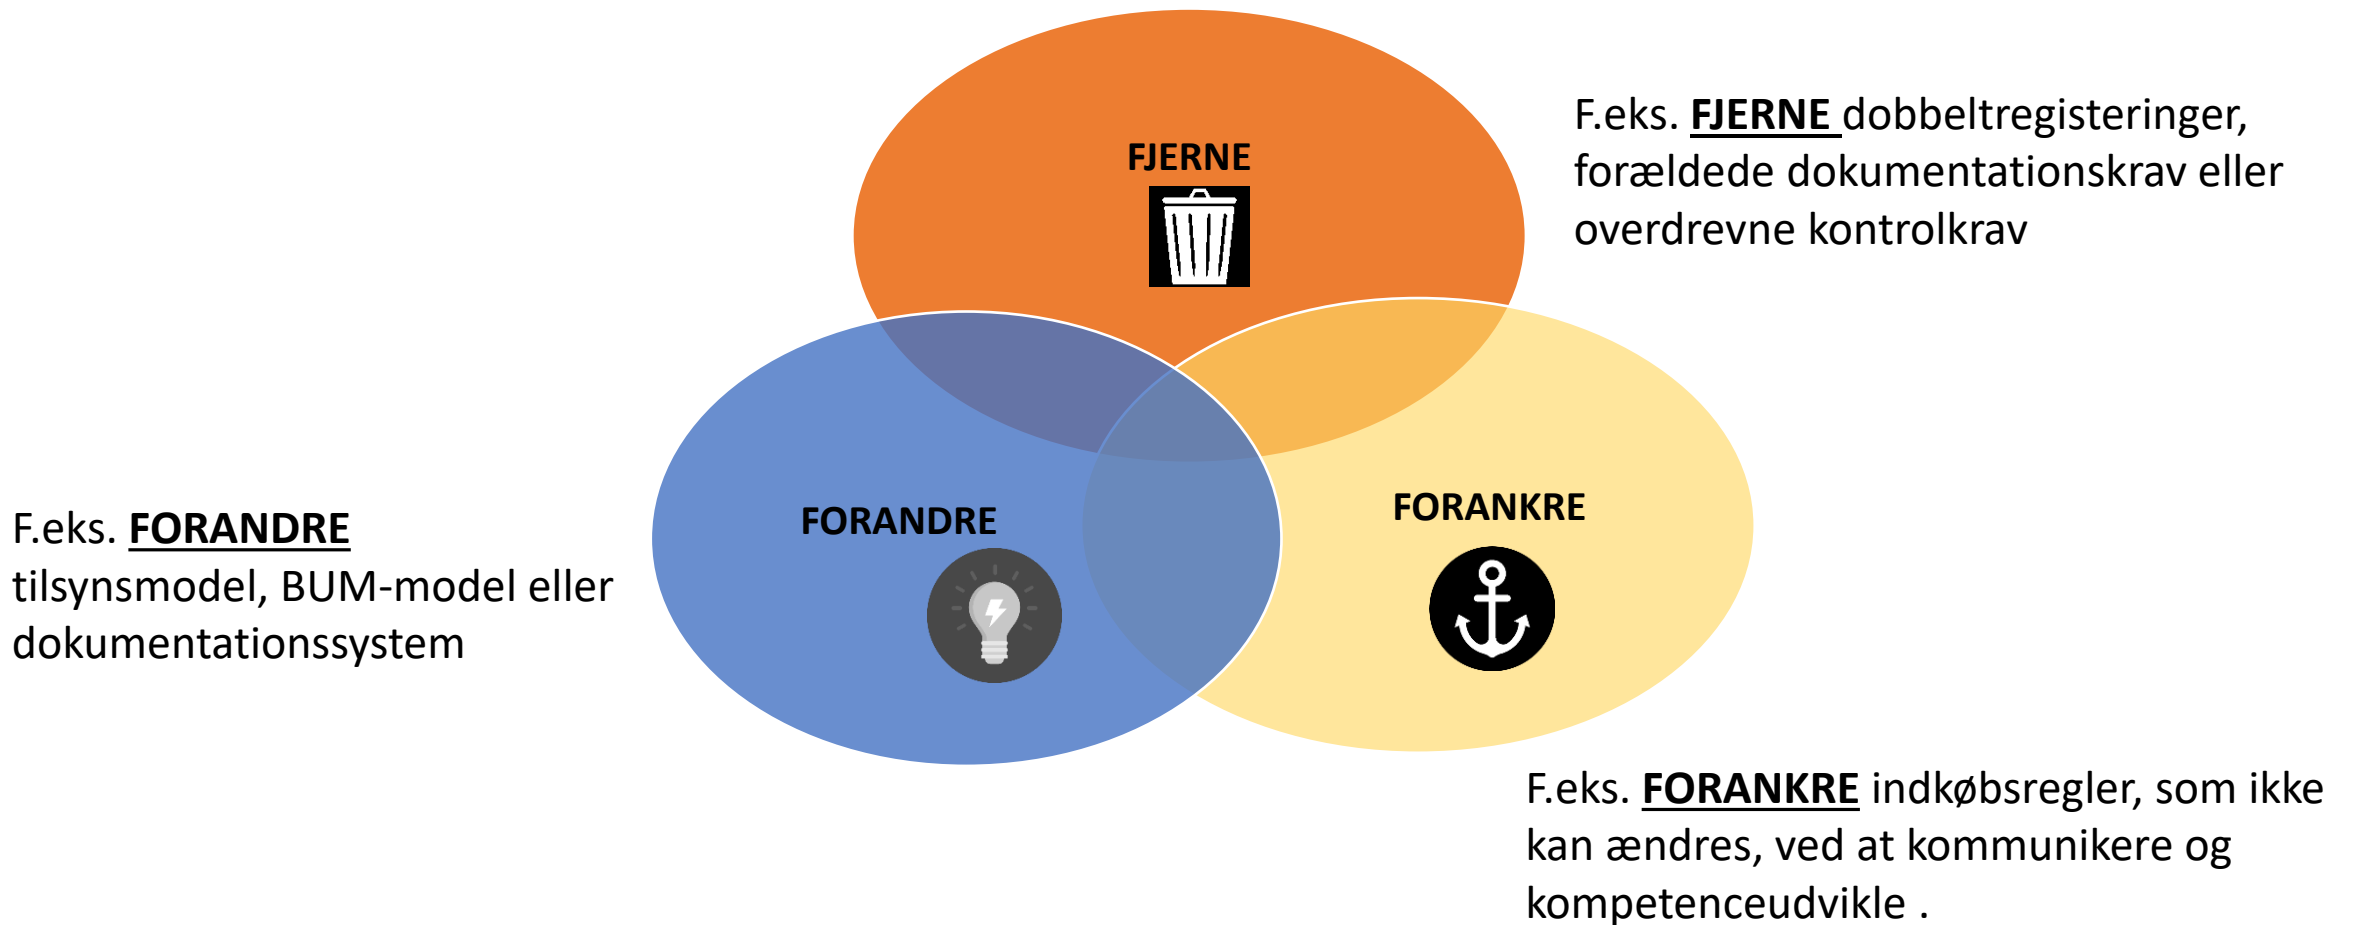 FJERNE
F.eks. FJERNE dobbeltregisteringer,
forældede dokumentationskrav eller
overdrevne kontrolkrav
FORANDRE
FORANKRE
F.eks. FORANDRE
tilsynsmodel, BUM-model eller
dokumentationssystem
F.eks. FORANKRE indkøbsregler, som ikke
kan ændres, ved at kommunikere og
kompetenceudvikle .